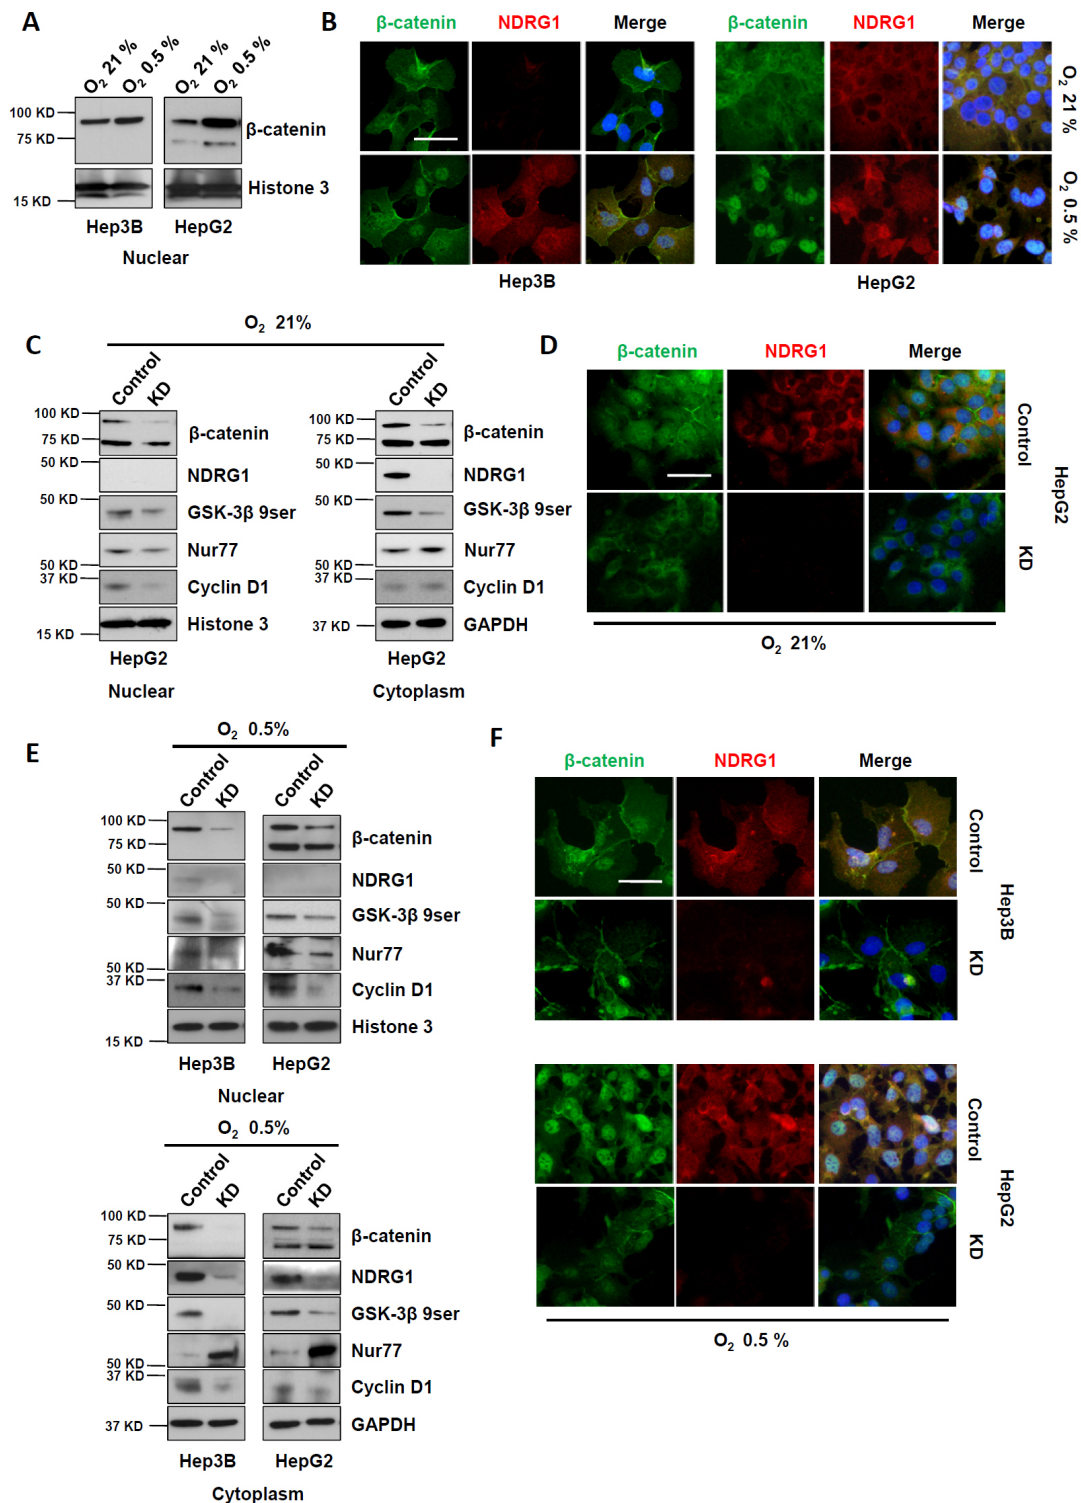 A
O2 21 %
O2 0.5 %
O2 21 %
O2 0.5 %
100 KD
75 KD
β-catenin
15 KD
Histone 3
Hep3B
HepG2
Nuclear
B
β-catenin
NDRG1
Merge
β-catenin
NDRG1
Merge
O2 21 %
O2 0.5 %
Hep3B
HepG2
C
O2 21%
Control
KD
Control
KD
100 KD
75 KD
50 KD
50 KD
50 KD
37 KD
15 KD
β-catenin
NDRG1
GSK-3β 9ser
Nur77
Cyclin D1
Histone 3
HepG2
Nuclear
100 KD
75 KD
50 KD
50 KD
50 KD
37 KD
37 KD
β-catenin
NDRG1
GSK-3β 9ser
Nur77
Cyclin D1
GAPDH
HepG2
Cytoplasm
D
β-catenin
NDRG1
Merge
Control
KD
HepG2
O2 21%
E
O2 0.5%
Control
KD
Control
KD
100 KD
75 KD
50 KD
50 KD
50 KD
37 KD
15 KD
β-catenin
NDRG1
GSK-3β 9ser
Nur77
Cyclin D1
Histone 3
Hep3B
HepG2
Nuclear
O2 0.5%
Control
KD
Control
KD
100 KD
75 KD
50 KD
50 KD
50 KD
37 KD
37 KD
β-catenin
NDRG1
GSK-3β 9ser
Nur77
Cyclin D1
GAPDH
Hep3B
HepG2
Cytoplasm
F
β-catenin
NDRG1
Merge
Control
KD
Hep3B
Control
KD
HepG2
O2 0.5 %